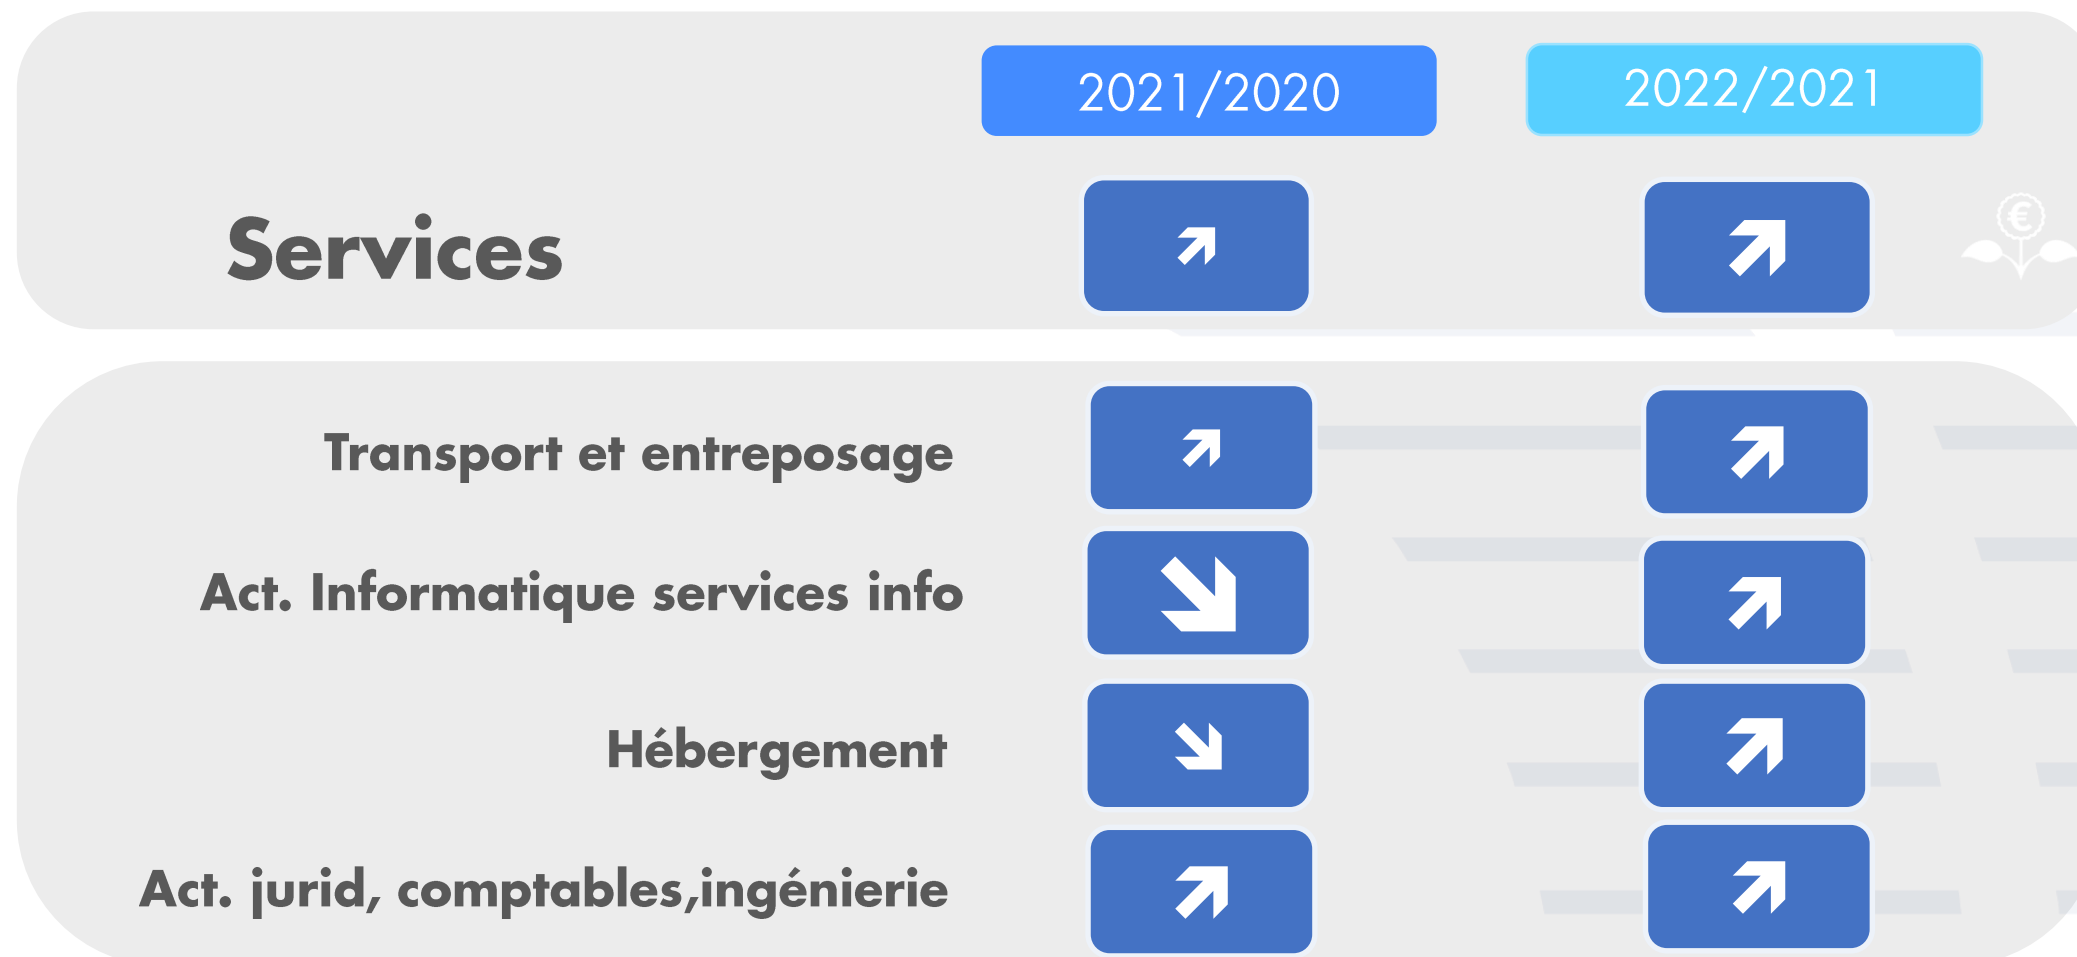 2021/2020
2022/2021
Services
€
Transport et entreposage
Act. Informatique services info
Hébergement
Act. jurid, comptables,ingénierie